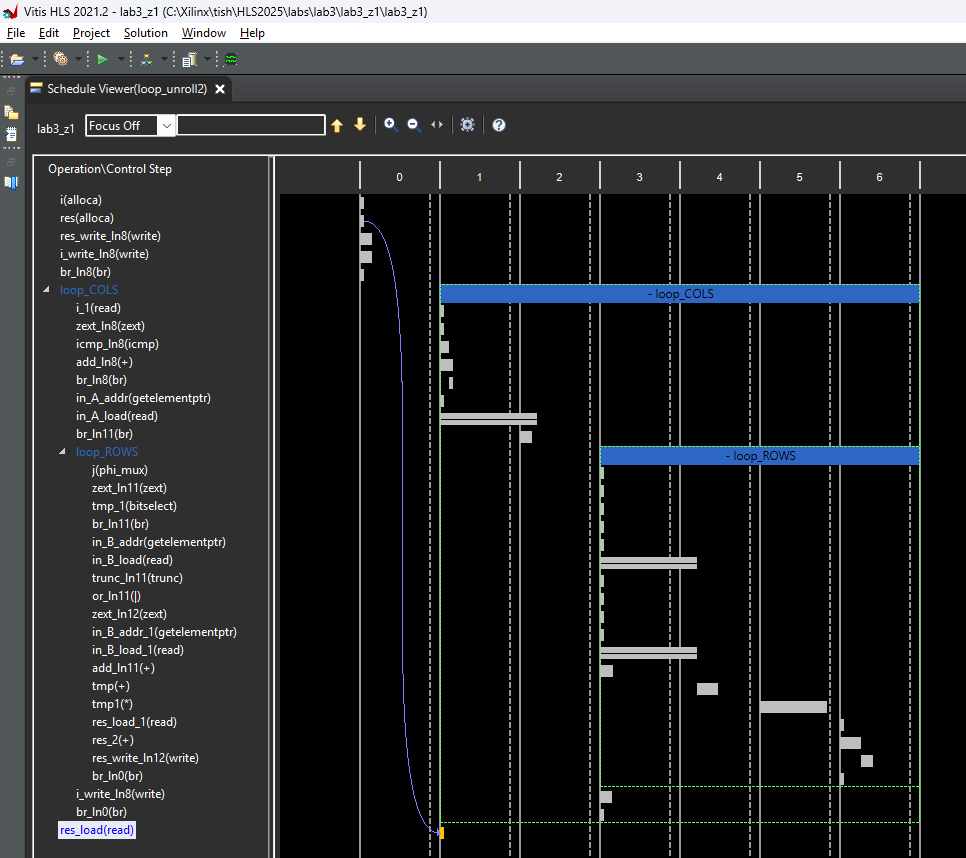 Vitis HLS 2021.2 - lab3_z1 (C:\Xilinx\tish\HLS2025\labs\lab3\lab3_z1\lab3_z1)
File Edit Project Solution Window Help
Schedule Viewer(loop_unroll2)
lab3_z1 Focus Off
Operation\Control Step 0 1 2 3 4 5 6
i(alloca)
res(alloca)
res_write_ln8(write)
i_write_ln8(write)
br_ln8(br)
loop_COLS - loop_COLS
i_1(read)
zext_ln8(zext)
icmp_ln8(icmp)
add_ln8(+)
br_ln8(br)
in_A_addr(getelementptr)
in_A_load(read)
br_ln11(br)
loop_ROWS - loop_ROWS
j(phi_mux)
zext_ln11(zext)
tmp_1(bitselect)
br_ln11(br)
in_B_addr(getelementptr)
in_B_load(read)
trunc_ln11(trunc)
or_ln11(|)
zext_ln12(zext)
in_B_addr_1(getelementptr)
in_B_load_1(read)
add_ln11(+)
tmp(+)
tmp1(*)
res_load_1(read)
res_2(+)
res_write_ln12(write)
br_ln0(br)
i_write_ln8(write)
br_ln0(br)
res_load(read)